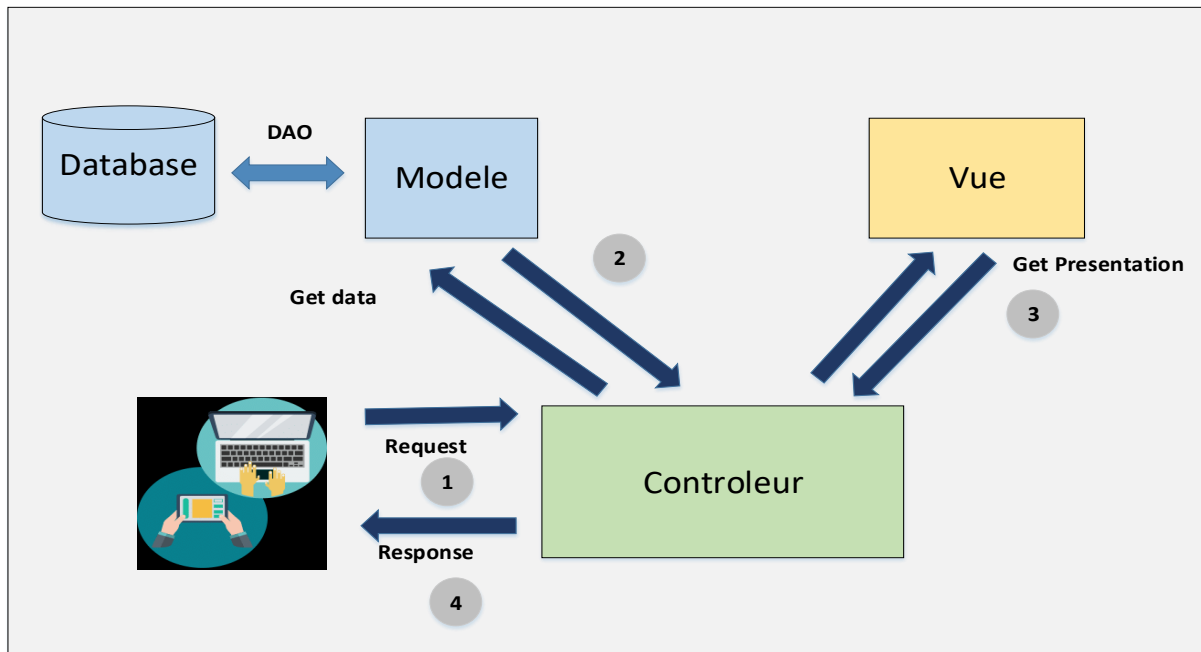 DAO
Database
Modele
Vue
2
Get Presentation
Get data
3
Request
1
Controleur
Response
4